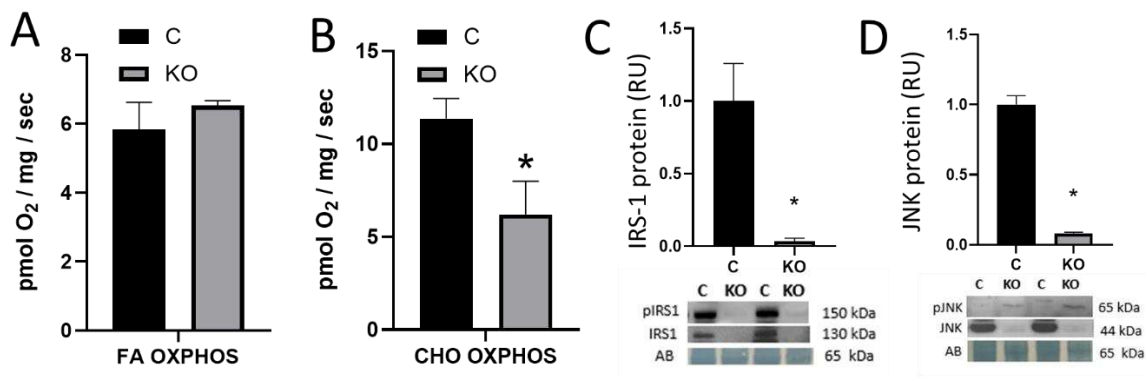 A
C
KO
pmol O2 / mg / sec
8
6
4
2
0
FA OXPHOS
B
C
KO
pmol O2 / mg / sec
15
10
5
0
*
CHO OXPHOS
C
IRS-1 protein (RU)
1.5
1.0
0.5
0.0
*
C KO
C KO C KO
pIRS1 150 kDa
IRS1 130 kDa
AB 65 kDa
D
JNK protein (RU)
1.5
1.0
0.5
0.0
*
C KO
C KO C KO
pJNK 65 kDa
JNK 44 kDa
AB 65 kDa